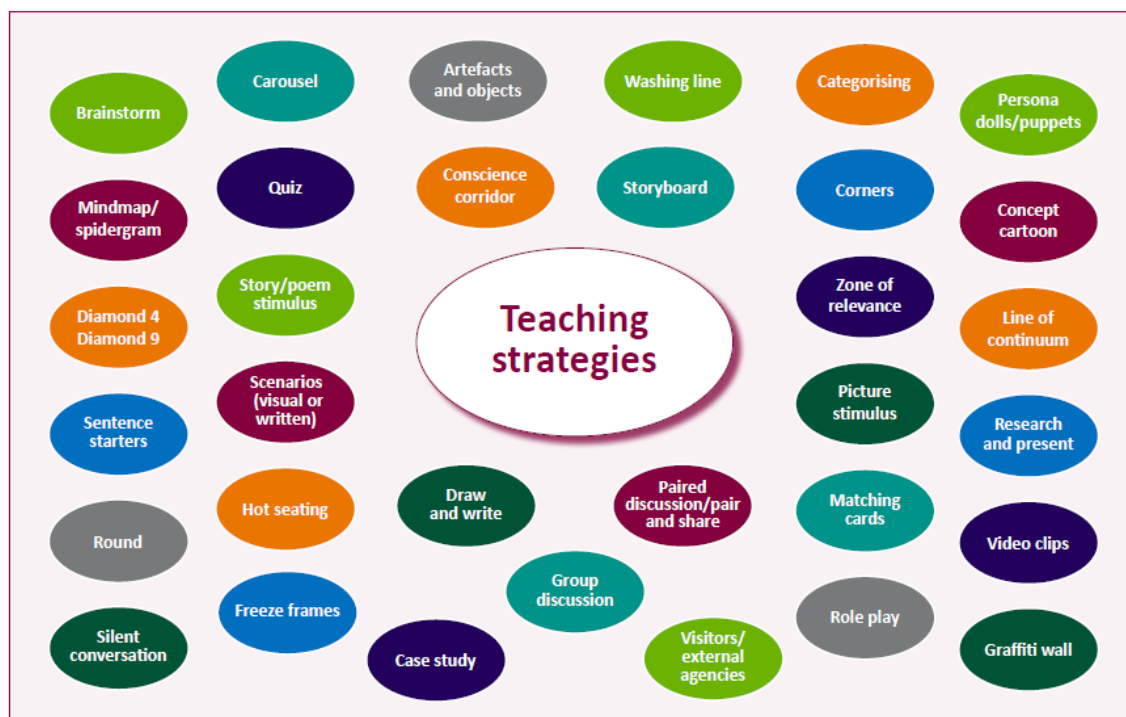 Brainstorm
Mindmap/
spidergram
Diamond 4
Diamond 9
Sentence
starters
Round
Silent
conversation
Carousel
Quiz
Story/poem
stimulus
Scenarios
(visual or
written)
Hot seating
Freeze frames
Artefacts
and objects
Conscience
corridor
Washing line
Storyboard
Teaching
strategies
Draw
and write
Paired
discussion/pair
and share
Group
discussion
Case study
Visitors/
external
agencies
Categorising
Corners
Zone of
relevance
Picture
stimulus
Matching
cards
Role play
Persona
dolls/puppets
Concept
cartoon
Line of
continuum
Research
and present
Video clips
Graffiti wall